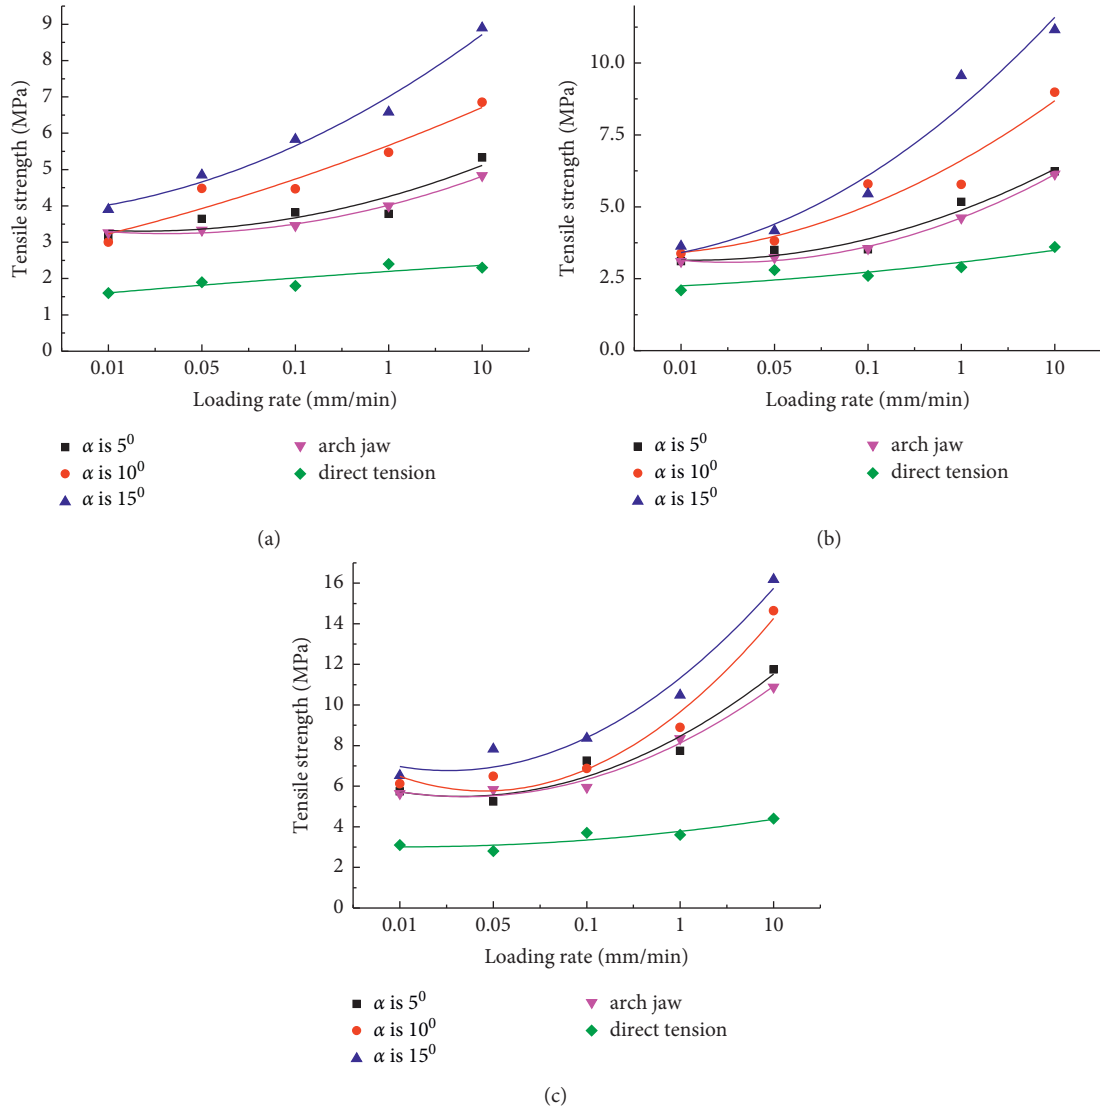 9
8
7
6
5
4
3
2
1
0
Tensile strength (MPa)
0.01 0.05 0.1 1 10
Loading rate (mm/min)
α is 5⁰
α is 10⁰
α is 15⁰
arch jaw
direct tension
(a)
10.0
7.5
5.0
2.5
0.0
Tensile strength (MPa)
0.01 0.05 0.1 1 10
Loading rate (mm/min)
α is 5⁰
α is 10⁰
α is 15⁰
arch jaw
direct tension
(b)
16
14
12
10
8
6
4
2
0
Tensile strength (MPa)
0.01 0.05 0.1 1 10
Loading rate (mm/min)
α is 5⁰
α is 10⁰
α is 15⁰
arch jaw
direct tension
(c)